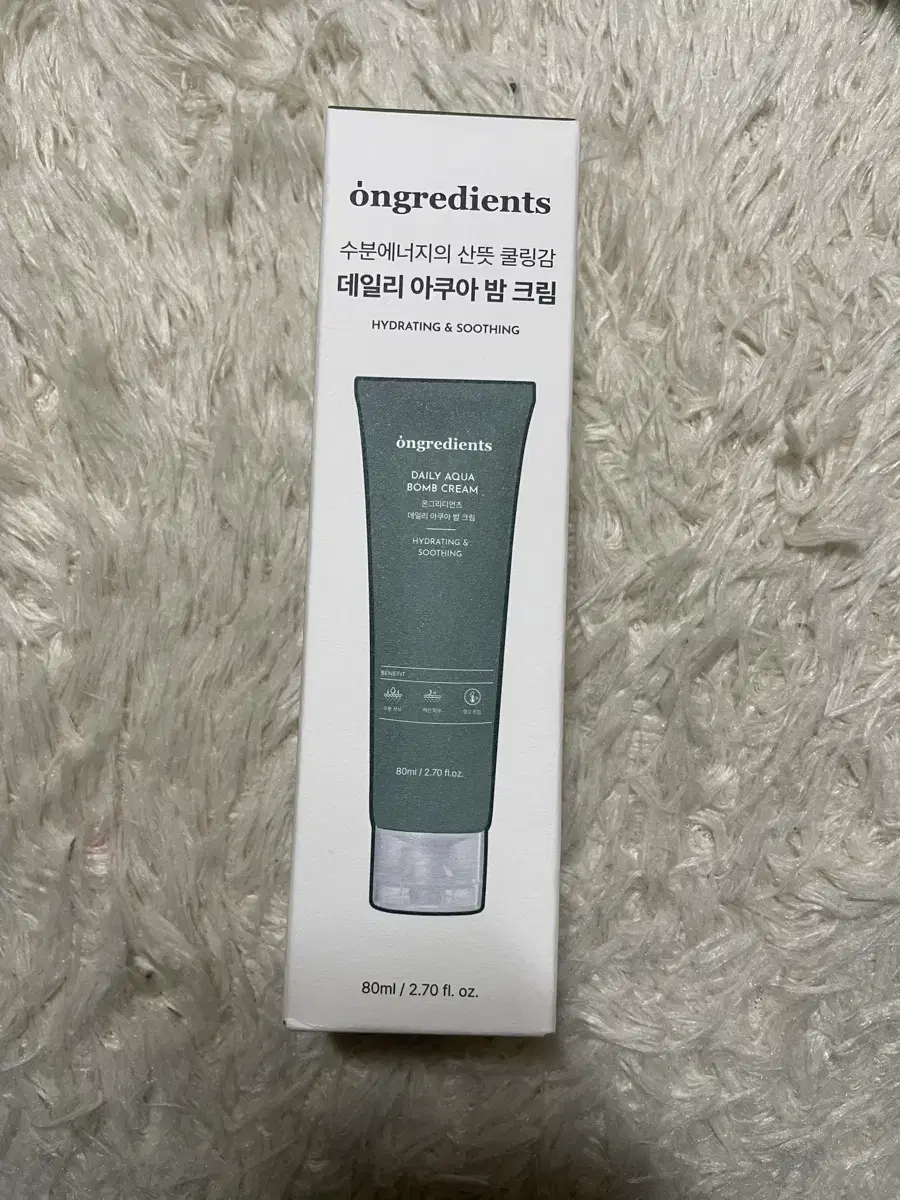 ongredients
수분에너지의 산뜻 쿨링감
데일리 아쿠아 밤 크림
HYDRATING & SOOTHING
ongredients
DAILY AQUA
BOMB CREAM
온그리디언츠
데일리 아쿠아 밤 크림
HYDRATING &
SOOTHING
BENEFIT
80ml / 2.70 fl.oz.
80ml / 2.70 fl. oz.